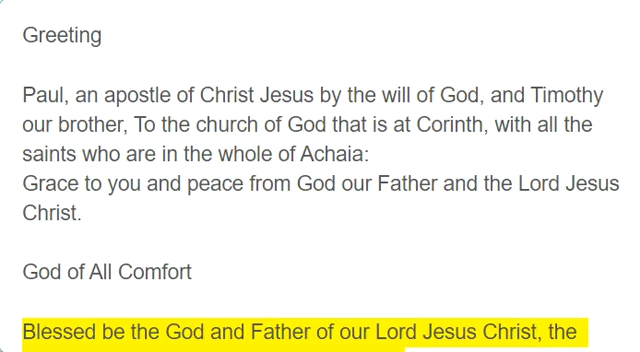 Greeting
Paul, an apostle of Christ Jesus by the will of God, and Timothy
our brother, To the church of God that is at Corinth, with all the
saints who are in the whole of Achaia:
Grace to you and peace from God our Father and the Lord Jesus
Christ.
God of All Comfort
Blessed be the God and Father of our Lord Jesus Christ, the